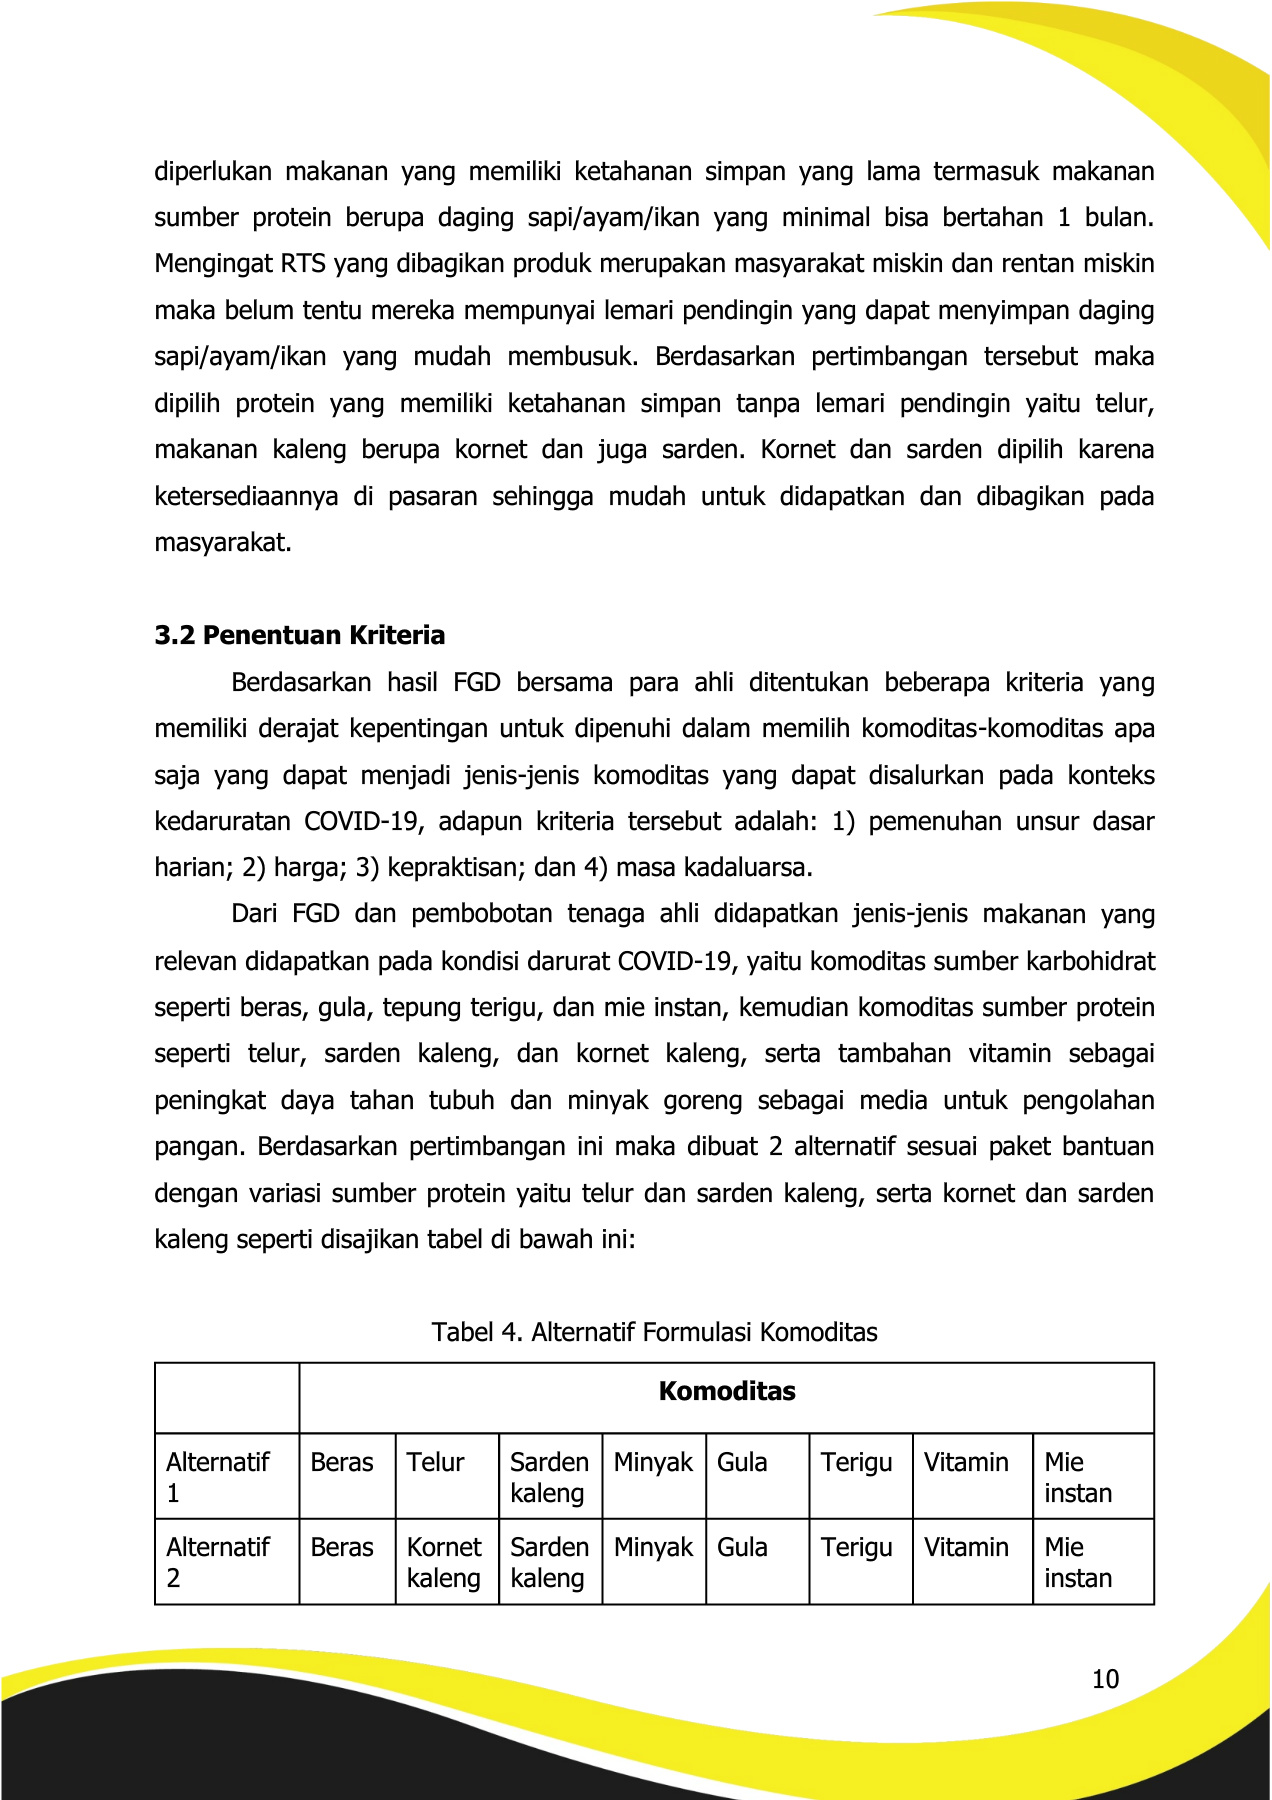 diperlukan makanan yang memiliki ketahanan simpan yang lama termasuk makanan
sumber protein berupa daging sapi/ayam/ikan yang minimal bisa bertahan 1 bulan.
Mengingat RTS yang dibagikan produk merupakan masyarakat miskin dan rentan miskin
maka belum tentu mereka mempunyai lemari pendingin yang dapat menyimpan daging
sapi/ayam/ikan yang mudah membusuk. Berdasarkan pertimbangan tersebut maka
dipilih protein yang memiliki ketahanan simpan tanpa lemari pendingin yaitu telur,
makanan kaleng berupa kornet dan juga sarden. Kornet dan sarden dipilih karena
ketersediaannya di pasaran sehingga mudah untuk didapatkan dan dibagikan pada
masyarakat.
3.2 Penentuan Kriteria
Berdasarkan hasil FGD bersama para ahli ditentukan beberapa kriteria yang
memiliki derajat kepentingan untuk dipenuhi dalam memilih komoditas-komoditas apa
saja yang dapat menjadi jenis-jenis komoditas yang dapat disalurkan pada konteks
kedaruratan COVID-19, adapun kriteria tersebut adalah: 1) pemenuhan unsur dasar
harian; 2) harga; 3) kepraktisan; dan 4) masa kadaluarsa.
Dari FGD dan pembobotan tenaga ahli didapatkan jenis-jenis makanan yang
relevan didapatkan pada kondisi darurat COVID-19, yaitu komoditas sumber karbohidrat
seperti beras, gula, tepung terigu, dan mie instan, kemudian komoditas sumber protein
seperti telur, sarden kaleng, dan kornet kaleng, serta tambahan vitamin sebagai
peningkat daya tahan tubuh dan minyak goreng sebagai media untuk pengolahan
pangan. Berdasarkan pertimbangan ini maka dibuat 2 alternatif sesuai paket bantuan
dengan variasi sumber protein yaitu telur dan sarden kaleng, serta kornet dan sarden
kaleng seperti disajikan tabel di bawah ini:
Tabel 4. Alternatif Formulasi Komoditas
Komoditas
Alternatif Beras Telur Sarden Minyak Gula Terigu Vitamin Mie
1 kaleng instan
Alternatif Beras Kornet Sarden Minyak Gula Terigu Vitamin Mie
2 kaleng kaleng instan
10